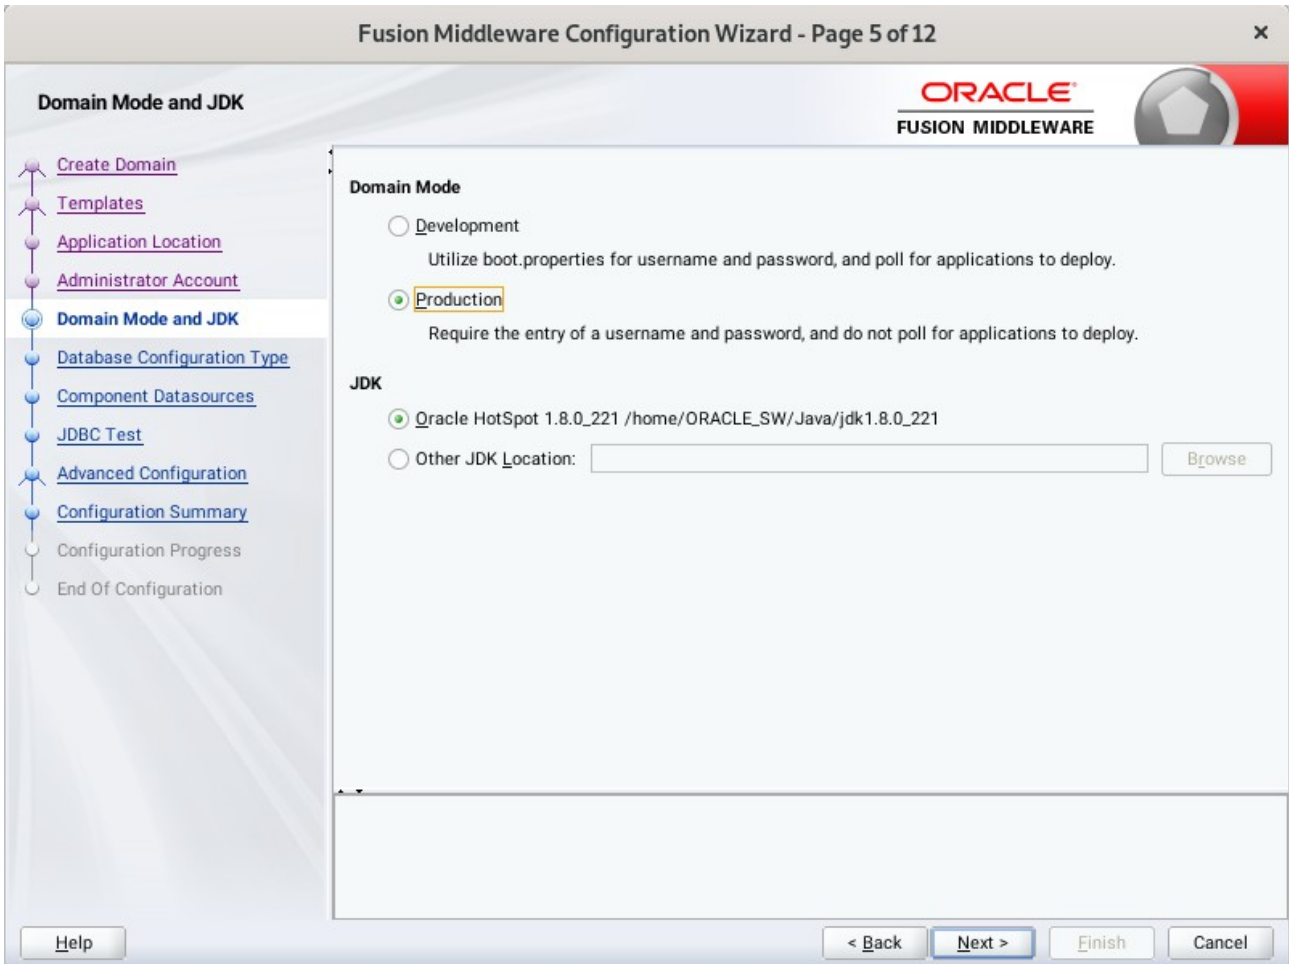 Fusion Middleware Configuration Wizard - Page 5 of 12
Domain Mode and JDK
ORACLE
FUSION MIDDLEWARE
Create Domain
Templates
Application Location
Administrator Account
Domain Mode and JDK
Database Configuration Type
Component Datasources
JDBC Test
Advanced Configuration
Configuration Summary
Configuration Progress
End Of Configuration
Domain Mode
Development
Utilize boot.properties for username and password, and poll for applications to deploy.
Production
Require the entry of a username and password, and do not poll for applications to deploy.
JDK
Oracle HotSpot 1.8.0_221 /home/ORACLE_SW/Java/jdk1.8.0_221
Other JDK Location:
Browse
Help
< Back
Next >
Finish
Cancel